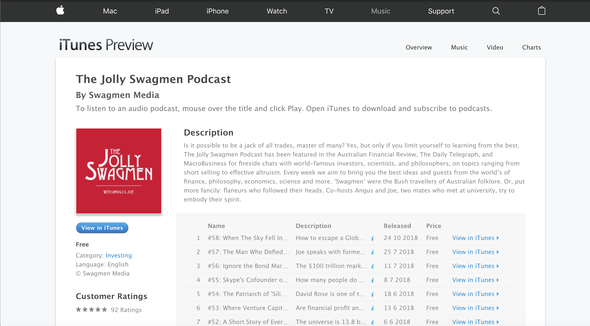 Mac iPad iPhone Watch TV Music Support
iTunes Preview
Overview Music Video Charts
The Jolly Swagmen Podcast
By Swagmen Media
To listen to an audio podcast, mouse over the title and click Play. Open iTunes to download and subscribe to podcasts.
THE
JOLLY
SWAGMEN
WITH ANGUS & JOE
View in iTunes
Free
Category: Investing
Language: English
© Swagmen Media
Customer Ratings
★★★★★ 92 Ratings
Description
Is it possible to be a jack of all trades, master of many? Yes, but only if you limit yourself to learning from the best.
The Jolly Swagmen Podcast has been featured in the Australian Financial Review, The Daily Telegraph, and
MacroBusiness for fireside chats with world-famous investors, scientists, and philosophers, on topics ranging from
short selling to effective altruism. Every week we aim to bring you the best ideas and guests from the world's of
finance, philosophy, economics, science and more. 'Swagmen' were the Bush travellers of Australian folklore. Or, put
more fancily: flaneurs who followed their heads. Co-hosts Angus and Joe, two mates who met at university, try to
embody their spirit.
Name Description Released Price
1 #58: When The Sky Fell In... How to escape a Glob... i 24 10 2018 Free View in iTunes
2 #57: The Man Who Defied... Joe speaks with forme... i 25 7 2018 Free View in iTunes
3 #56: Ignore the Bond Mar... The $100 trillion mark... i 11 7 2018 Free View in iTunes
4 #55: Skype's Cofounder o... How many people do ... i 8 7 2018 Free View in iTunes
5 #54: The Patriarch of 'Sili... David Rose is one of t... i 18 6 2018 Free View in iTunes
6 #53: Silver Bullets: Inv... Are financial profit an... i 13 6 2018 Free View in iTunes
7 #52: A Short Story of Ever... The universe is 13.8 b... i 6 6 2018 Free View in iTunes